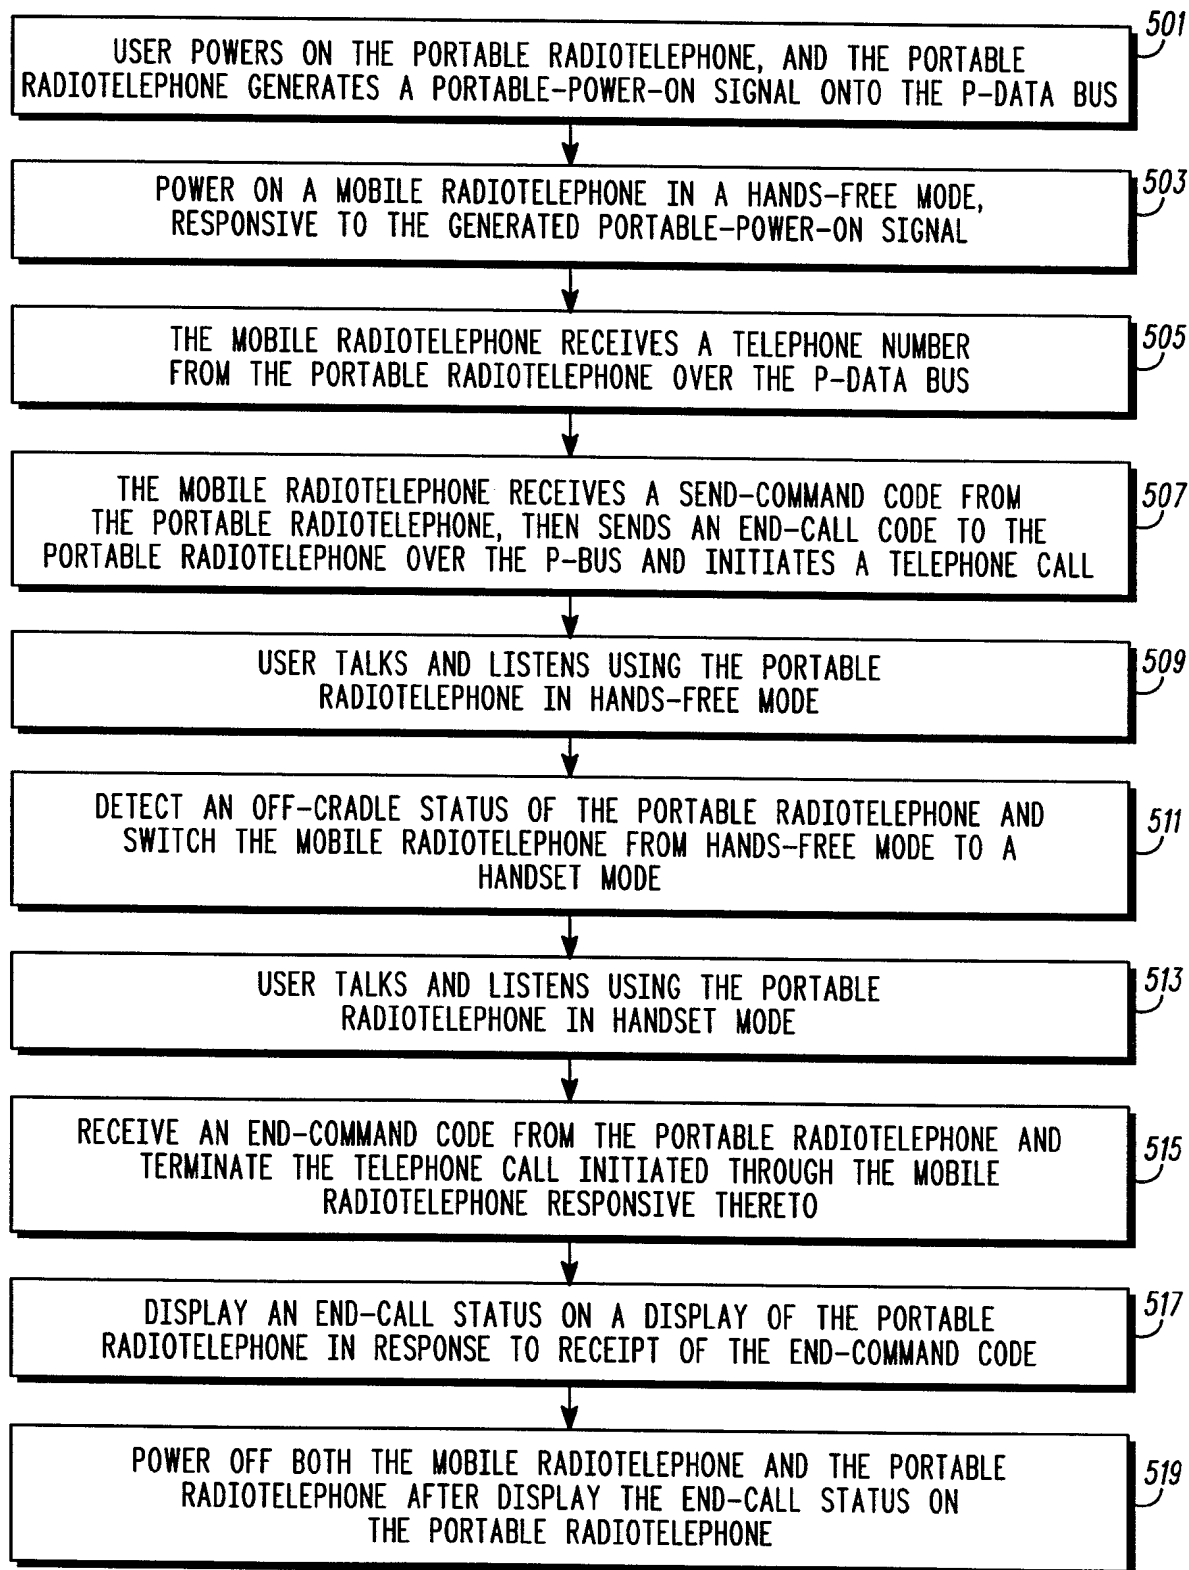 USER POWERS ON THE PORTABLE RADIOTELEPHONE, AND THE PORTABLE
RADIOTELEPHONE GENERATES A PORTABLE-POWER-ON SIGNAL ONTO THE P-DATA BUS
501
POWER ON A MOBILE RADIOTELEPHONE IN A HANDS-FREE MODE,
RESPONSIVE TO THE GENERATED PORTABLE-POWER-ON SIGNAL
503
THE MOBILE RADIOTELEPHONE RECEIVES A TELEPHONE NUMBER
FROM THE PORTABLE RADIOTELEPHONE OVER THE P-DATA BUS
505
THE MOBILE RADIOTELEPHONE RECEIVES A SEND-COMMAND CODE FROM
THE PORTABLE RADIOTELEPHONE, THEN SENDS AN END-CALL CODE TO THE
PORTABLE RADIOTELEPHONE OVER THE P-BUS AND INITIATES A TELEPHONE CALL
507
USER TALKS AND LISTENS USING THE PORTABLE
RADIOTELEPHONE IN HANDS-FREE MODE
509
DETECT AN OFF-CRADLE STATUS OF THE PORTABLE RADIOTELEPHONE AND
SWITCH THE MOBILE RADIOTELEPHONE FROM HANDS-FREE MODE TO A
HANDSET MODE
511
USER TALKS AND LISTENS USING THE PORTABLE
RADIOTELEPHONE IN HANDSET MODE
513
RECEIVE AN END-COMMAND CODE FROM THE PORTABLE RADIOTELEPHONE AND
TERMINATE THE TELEPHONE CALL INITIATED THROUGH THE MOBILE
RADIOTELEPHONE RESPONSIVE THERETO
515
DISPLAY AN END-CALL STATUS ON A DISPLAY OF THE PORTABLE
RADIOTELEPHONE IN RESPONSE TO RECEIPT OF THE END-COMMAND CODE
517
POWER OFF BOTH THE MOBILE RADIOTELEPHONE AND THE PORTABLE
RADIOTELEPHONE AFTER DISPLAY THE END-CALL STATUS ON
THE PORTABLE RADIOTELEPHONE
519